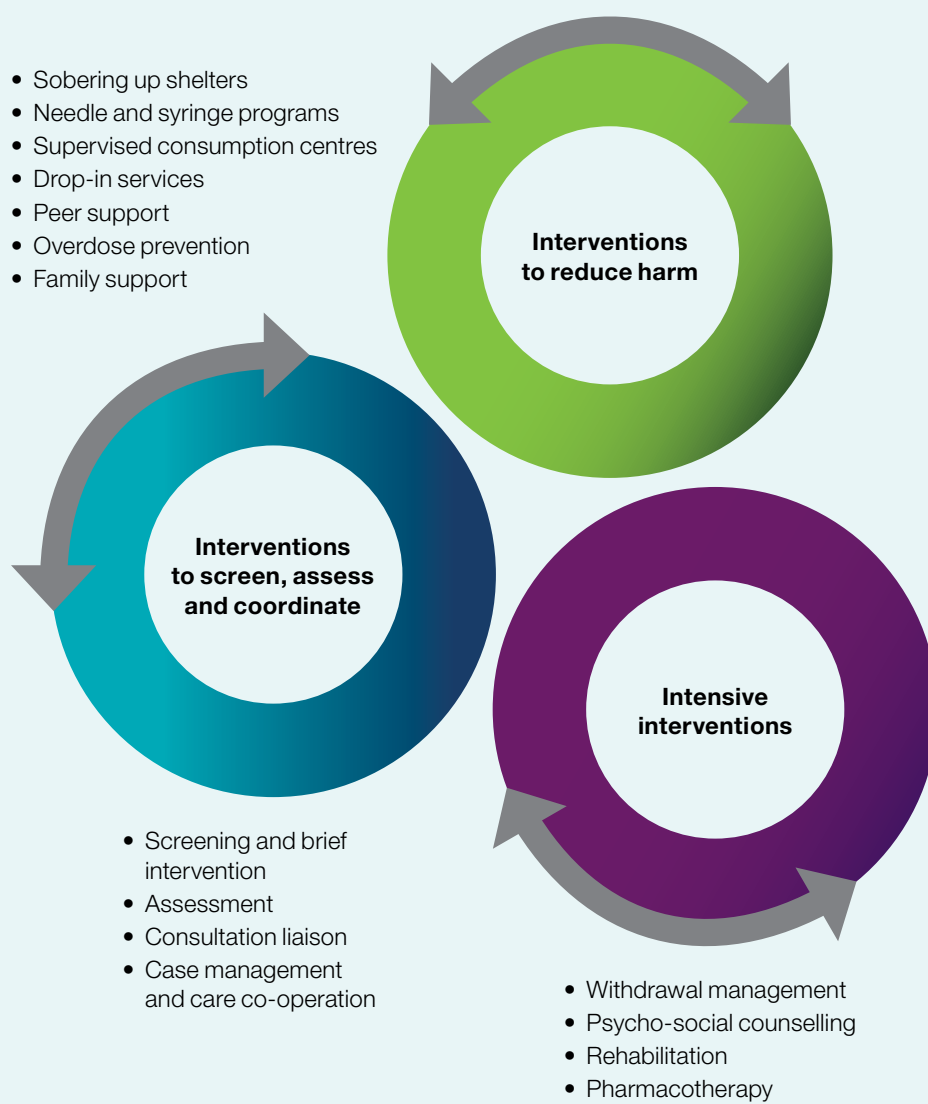 • Sobering up shelters
• Needle and syringe programs
• Supervised consumption centres
• Drop-in services
• Peer support
• Overdose prevention
• Family support
Interventions
to reduce harm
Interventions
to screen, assess
and coordinate
• Screening and brief
intervention
• Assessment
• Consultation liaison
• Case management
and care co-operation
Intensive
interventions
• Withdrawal management
• Psycho-social counselling
• Rehabilitation
• Pharmacotherapy